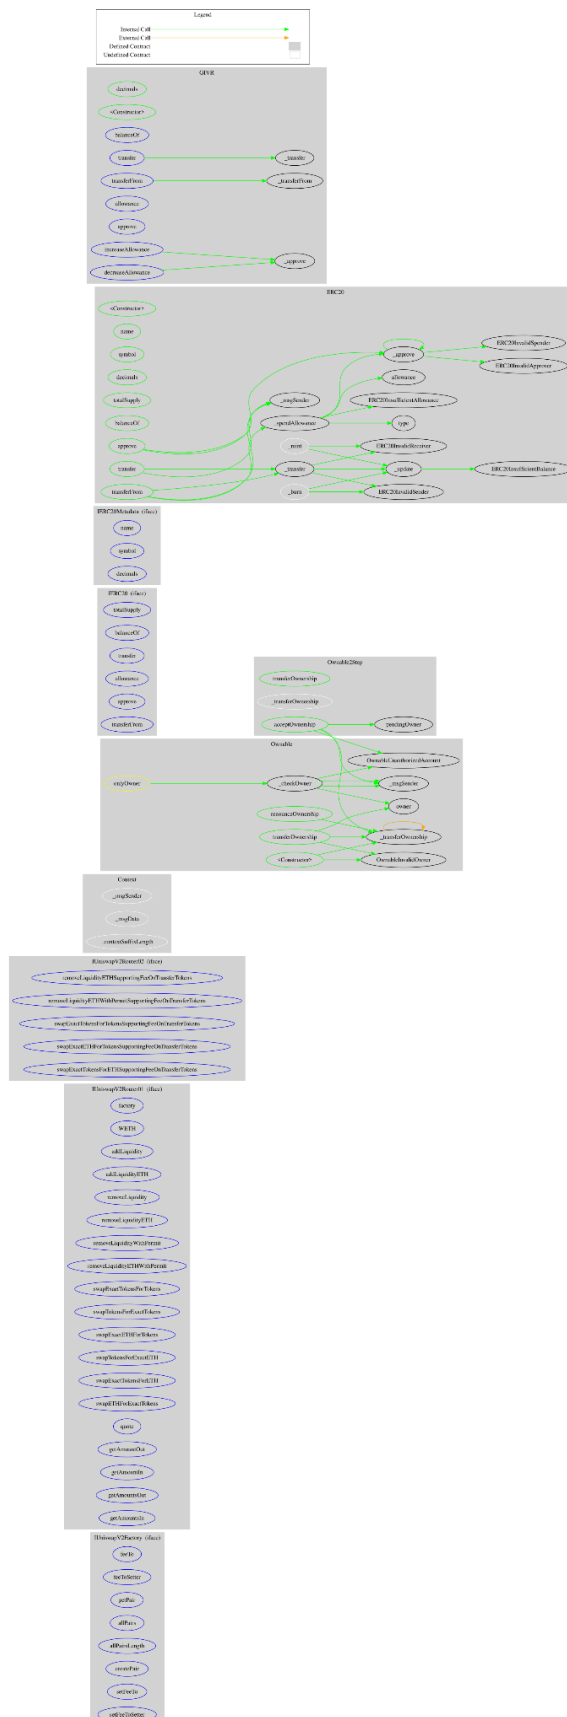 Legend
Internal Call
External Call
Defined Contract
Undefined Contract
decimals
<Constructor>
balanceOf
transfer
_transfer
transferFrom
_transferFrom
allowance
approve
increaseAllowance
_approve
decreaseAllowance
ERC20
<Constructor>
name
symbol
decimals
totalSupply
balanceOf
approve
transfer
transferFrom
_msgSender
_spendAllowance
_mint
_transfer
_burn
_approve
allowance
ERC20InsufficientAllowance
type
ERC20InvalidReceiver
_update
ERC20InvalidSender
ERC20InvalidSpender
ERC20InvalidApprover
ERC20InsufficientBalance
IERC20Metadata (iface)
name
symbol
decimals
IERC20 (iface)
totalSupply
balanceOf
transfer
allowance
approve
transferFrom
Ownable2Step
transferOwnership
_transferOwnership
acceptOwnership
pendingOwner
Ownable
onlyOwner
_checkOwner
renounceOwnership
transferOwnership
<Constructor>
OwnableUnauthorizedAccount
_msgSender
owner
_transferOwnership
OwnableInvalidOwner
Context
_msgSender
_msgData
_contextSuffixLength
IUniswapV2Router02 (iface)
removeLiquidityETHSupportingFeeOnTransferTokens
removeLiquidityETHWithPermitSupportingFeeOnTransferTokens
swapExactTokensForTokensSupportingFeeOnTransferTokens
swapExactETHForTokensSupportingFeeOnTransferTokens
swapExactTokensForETHSupportingFeeOnTransferTokens
IUniswapV2Router01 (iface)
factory
WETH
addLiquidity
addLiquidityETH
removeLiquidity
removeLiquidityETH
removeLiquidityWithPermit
removeLiquidityETHWithPermit
swapExactTokensForTokens
swapTokensForExactTokens
swapExactETHForTokens
swapTokensForExactETH
swapExactTokensForETH
swapETHForExactTokens
quote
getAmountOut
getAmountIn
getAmountsOut
getAmountsIn
IUniswapV2Factory (iface)
feeTo
feeToSetter
getPair
allPairs
allPairsLength
createPair
setFeeTo
setFeeToSetter